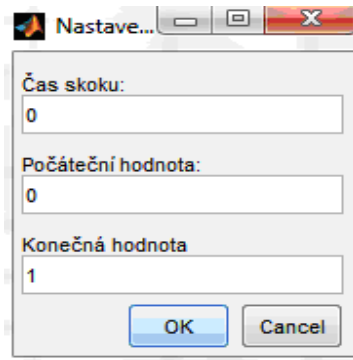 Nastave...
Čas skoku:
0
Počáteční hodnota:
0
Konečná hodnota
1
OK Cancel